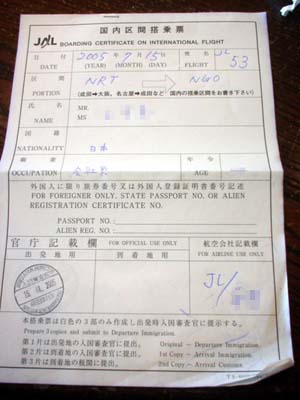 国内区間搭乗票
JAL BOARDING CERTIFICATE ON INTERNATIONAL FLIGHT
日付 2005年 7月 15日 便名 JL 53
DATE (YEAR) (MONTH) (DAY) FLIGHT
区間 NRT → NGO
PORTION (成田→大阪、名古屋→成田など 国内の搭乗区間をお書き下さい)
氏名 MR.
NAME MS
国籍
NATIONALITY 日本
職業 年令
OCCUPATION 会社員 AGE
外国人に限り旅券番号又は外国人登録証明書番号記述
FOR FOREIGNER ONLY, STATE PASSPORT NO. OR ALIEN
REGISTRATION CERTIFICATE NO.
PASSPORT NO.:
ALIEN REG. NO.:
官庁記載欄 FOR OFFICIAL USE ONLY 航空会社記載欄
出発地用 到着地用 FOR AIRLINE USE ONLY
JL/
本搭乗票は白色の3部のみ作成し出発時入国審査官に提示する。
Prepare 3 copies and submit to Departure Immigration.
第1片は出発地の入国審査官に提出。 Original – Departure Immigration
第2片は到着地の入国審査官に提出。 1st Copy – Arrival Immigration
第3片は到着地の税関に提出。 2nd Copy – Arrival Customs